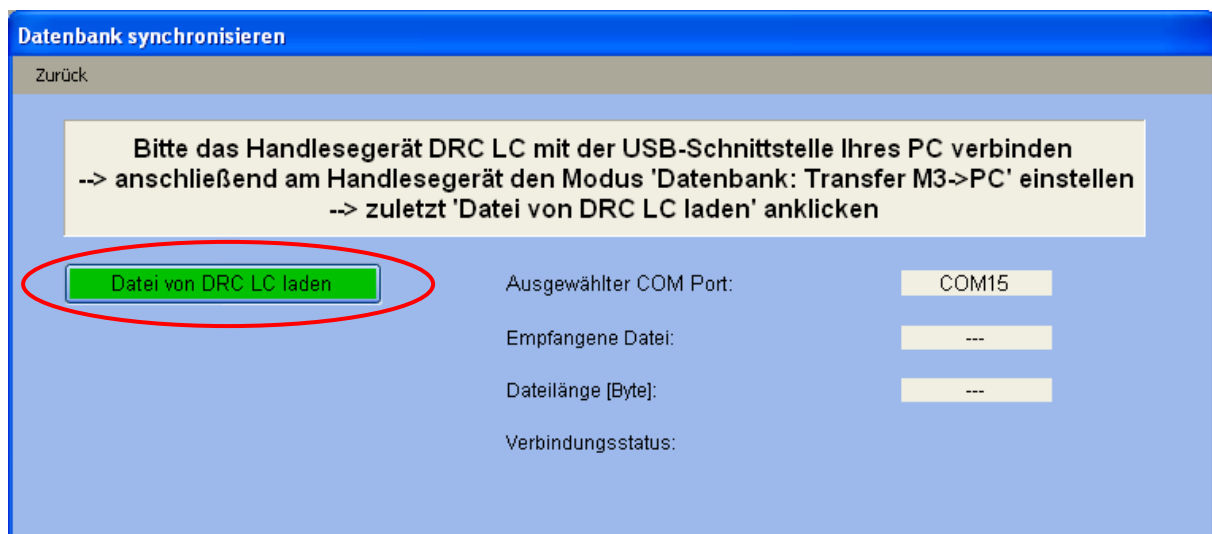 Datenbank synchronisieren
Zurück
Bitte das Handlesegerät DRC LC mit der USB-Schnittstelle Ihres PC verbinden
--> anschließend am Handlesegerät den Modus 'Datenbank: Transfer M3->PC' einstellen
--> zuletzt 'Datei von DRC LC laden' anklicken
Datei von DRC LC laden
Ausgewählter COM Port: COM15
Empfangene Datei: ---
Dateilänge [Byte]: ---
Verbindungsstatus: